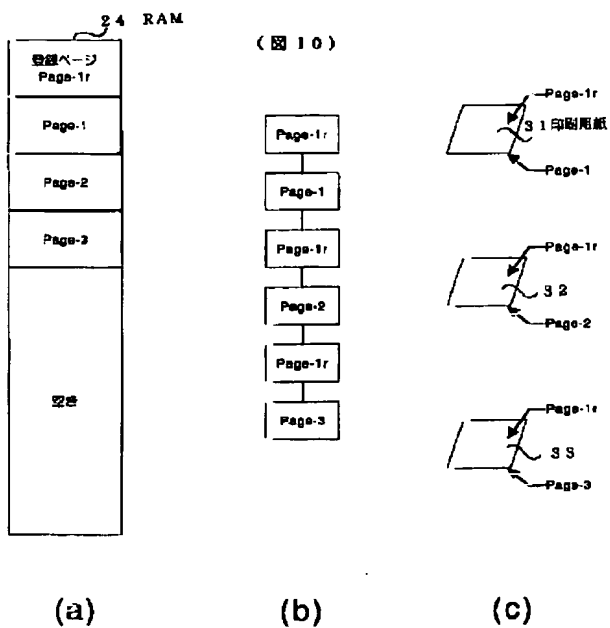 24 RAM
(図10)
登録ページ
Page-1r
Page-1
Page-2
Page-3
空き
Page-1r
Page-1
Page-1r
Page-2
Page-1r
Page-3
Page-1r
31印刷用紙
Page-1
Page-1r
32
Page-2
Page-1r
33
Page-3
(a)
(b)
(c)